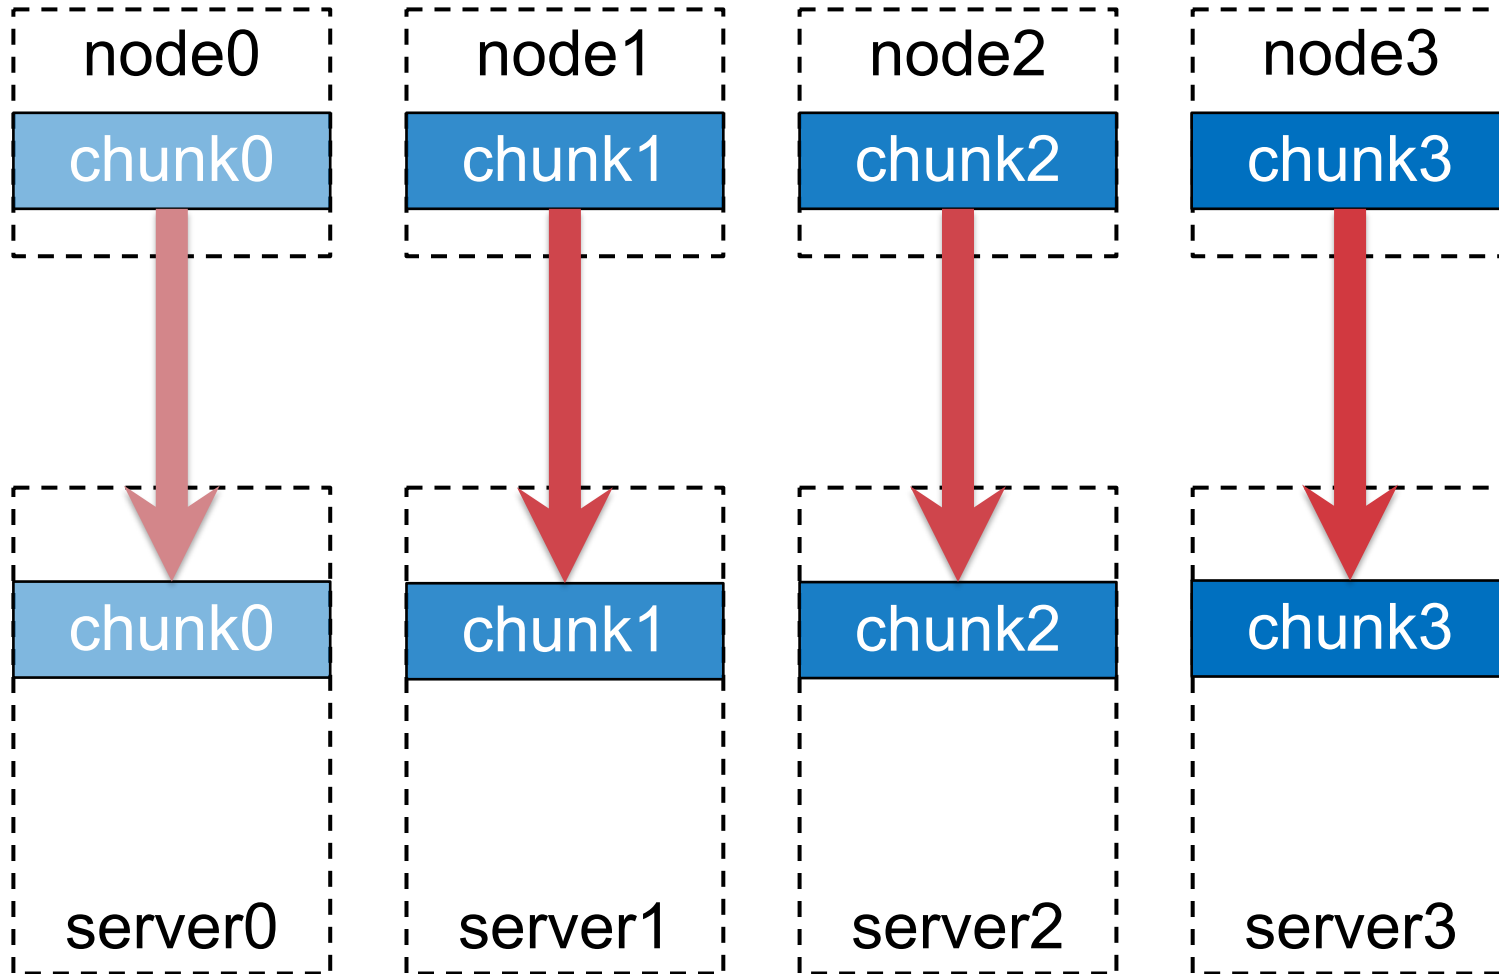 node0
node1
node2
node3
chunk0
chunk1
chunk2
chunk3
chunk0
chunk1
chunk2
chunk3
server0
server1
server2
server3